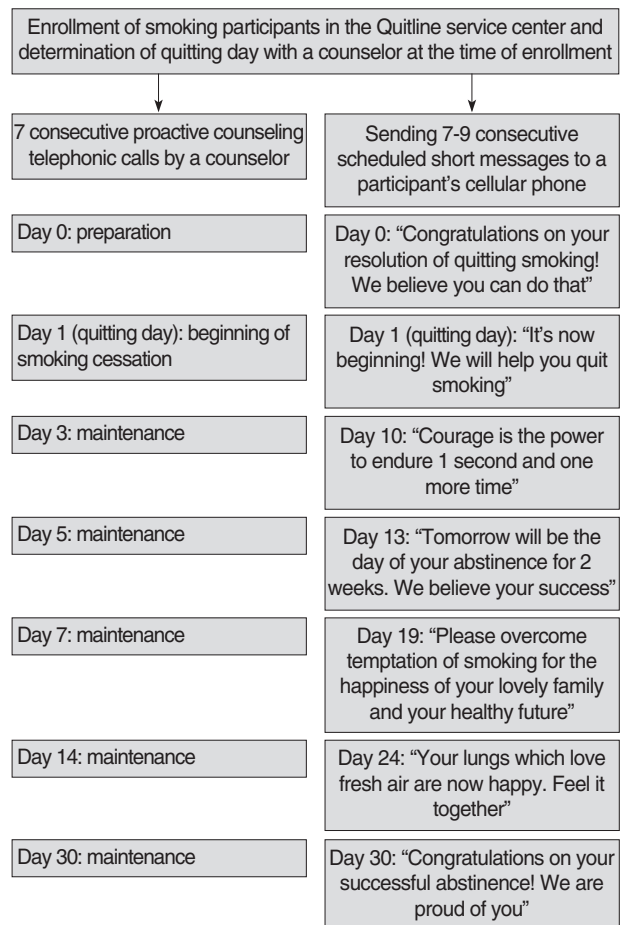 Enrollment of smoking participants in the Quitline service center and
determination of quitting day with a counselor at the time of enrollment
7 consecutive proactive counseling
telephonic calls by a counselor
Sending 7-9 consecutive
scheduled short messages to a
participant’s cellular phone
Day 0: preparation
Day 0: “Congratulations on your
resolution of quitting smoking!
We believe you can do that”
Day 1 (quitting day): beginning of
smoking cessation
Day 1 (quitting day): “It’s now
beginning! We will help you quit
smoking”
Day 3: maintenance
Day 10: “Courage is the power
to endure 1 second and one
more time”
Day 5: maintenance
Day 13: “Tomorrow will be the
day of your abstinence for 2
weeks. We believe your success”
Day 7: maintenance
Day 19: “Please overcome
temptation of smoking for the
happiness of your lovely family
and your healthy future”
Day 14: maintenance
Day 24: “Your lungs which love
fresh air are now happy. Feel it
together”
Day 30: maintenance
Day 30: “Congratulations on your
successful abstinence! We are
proud of you”